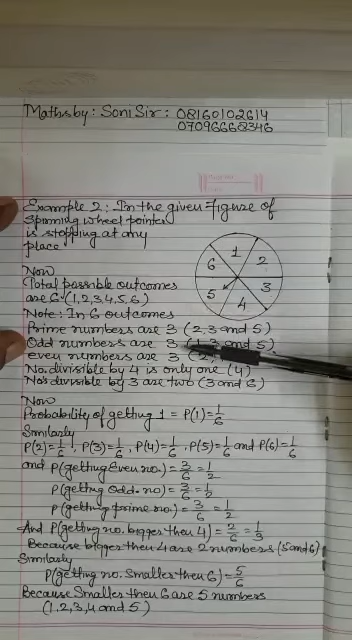 Maths by: Soni Sir: 08160102614
07096668346
Example 2: In the given figure of
Spinning wheel pointer
is stopping at any
place
1
2
3
4
5
6
Now
Total possible outcomes
are 6 (1,2,3,4,5,6)
Note: In 6 outcomes
Prime numbers are 3 (2,3 and 5)
Odd numbers are 3 (1,3 and 5)
even numbers are 3 (2,
No. divisible by 4 is only one (4)
Nos divisible by 3 are two (3 and 6)
Now
Probability of getting 1 = P(1) = 1/6
Similarly
P(2) = 1/6, P(3) = 1/6, P(4) = 1/6, P(5) = 1/6 and P(6) = 1/6
and P(getting Even no.) = 3/6 = 1/2
P(getting Odd. no) = 3/6 = 1/2
P(getting prime no.) = 3/6 = 1/2
And P(getting no. bigger then 4) = 2/6 = 1/3
Because bigger then 4 are 2 numbers (5 and 6)
Similarly
P(getting no. Smaller then 6) = 5/6
Because Smaller then 6 are 5 numbers
(1,2,3,4 and 5)